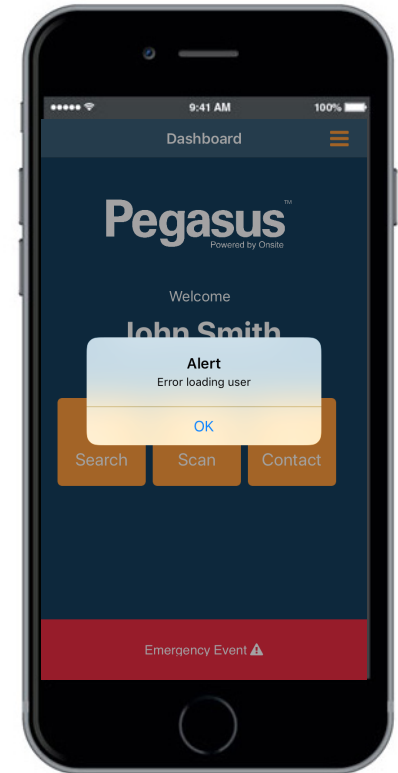 9:41 AM 100%
Dashboard
Pegasus™
Powered by Onsite
Welcome
John Smith
Alert
Error loading user
OK
Search Scan Contact
Emergency Event